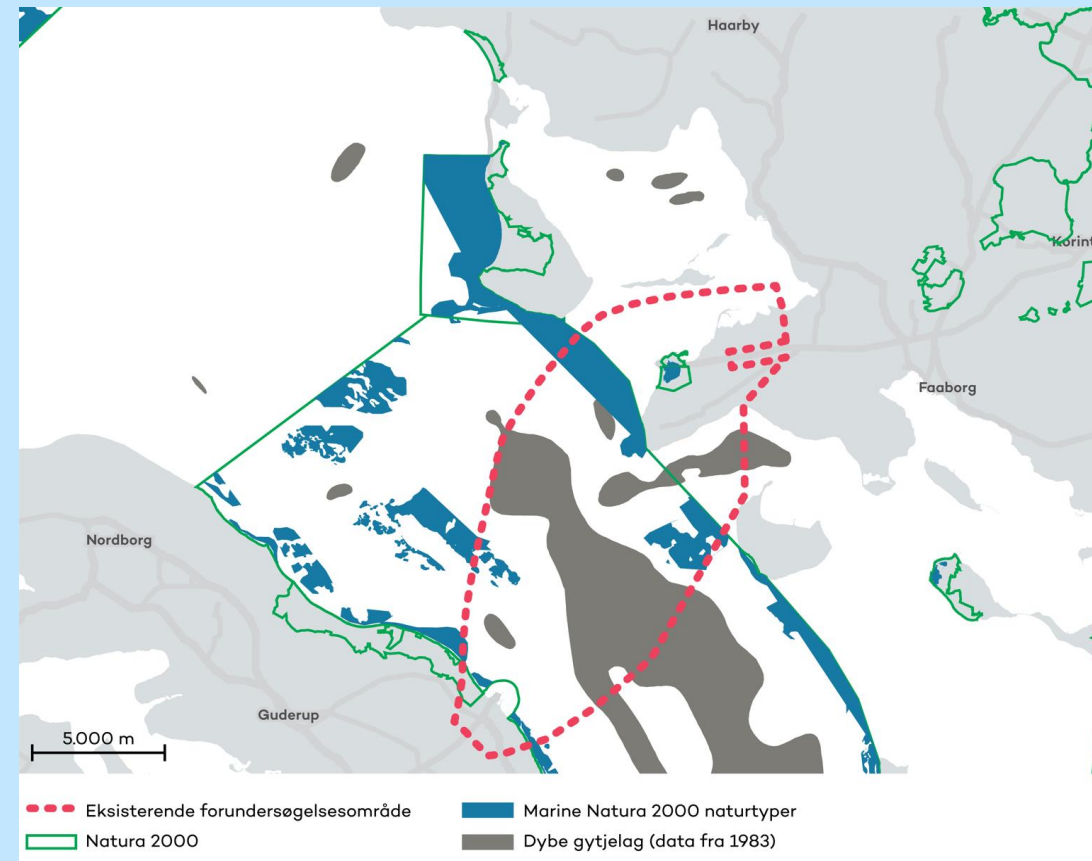 Haarby
Korint
Faaborg
Nordborg
Guderup
5.000 m
Eksisterende forundersøgelsesområde
Marine Natura 2000 naturtyper
Natura 2000
Dybe gytjelag (data fra 1983)